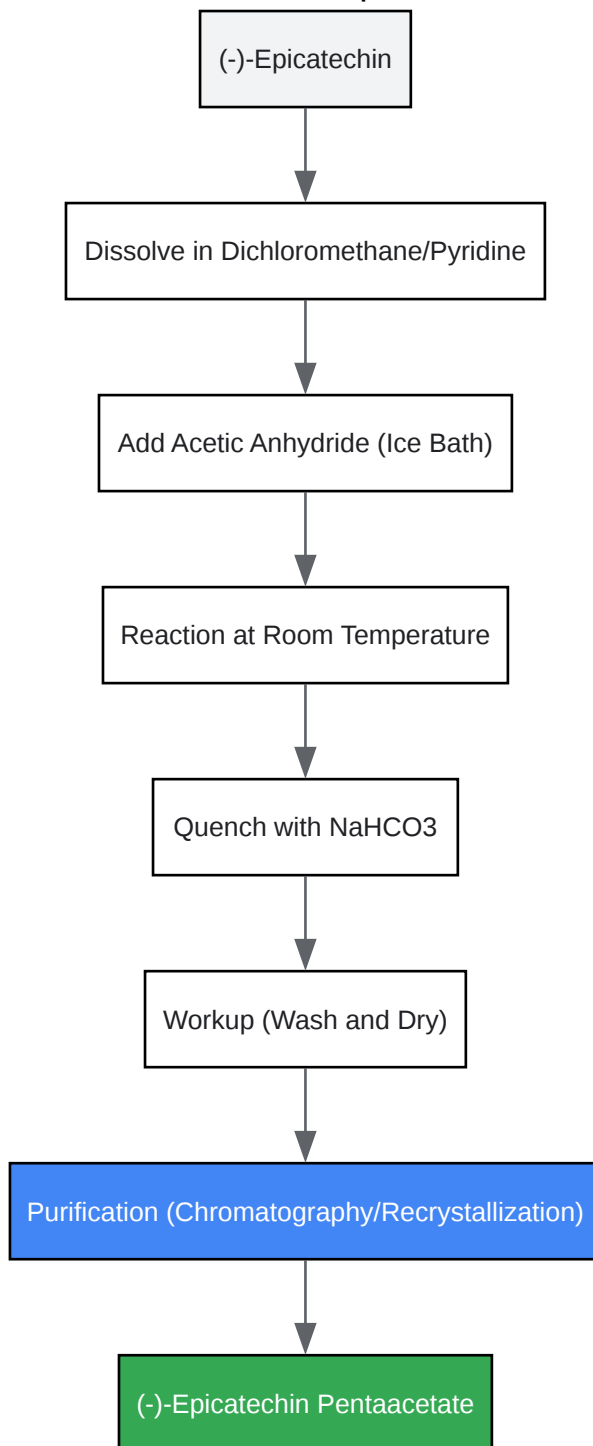 (-)-Epicatechin
Dissolve in Dichloromethane/Pyridine
Add Acetic Anhydride (Ice Bath)
Reaction at Room Temperature
Quench with NaHCO3
Workup (Wash and Dry)
Purification (Chromatography/Recrystallization)
(-)-Epicatechin Pentaacetate